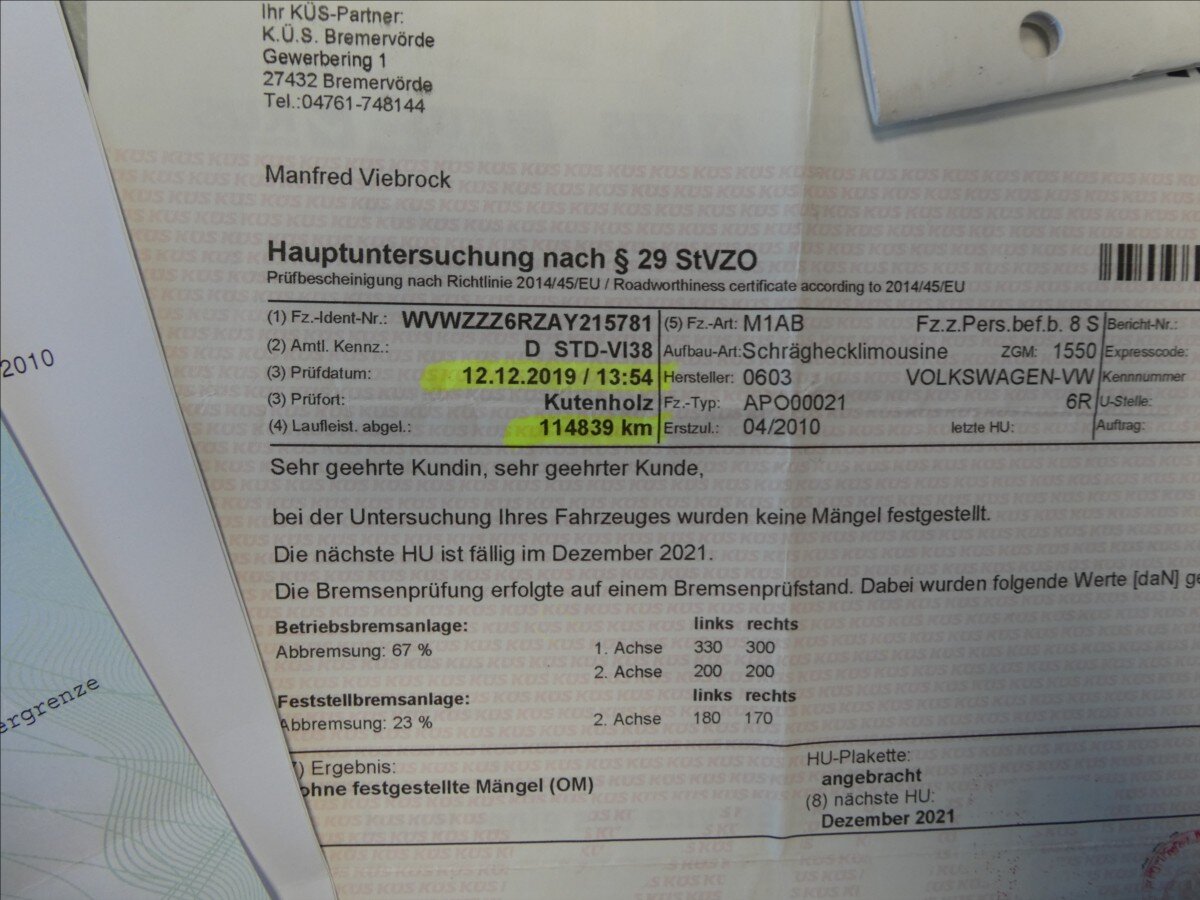 Ihr KÜS-Partner:
K.Ü.S. Bremervörde
Gewerbering 1
27432 Bremervörde
Tel.:04761-748144
Manfred Viebrock
Hauptuntersuchung nach § 29 StVZO
Prüfbescheinigung nach Richtlinie 2014/45/EU / Roadworthiness certificate according to 2014/45/EU
(1) Fz.-Ident-Nr.: WVWZZZ6RZAY215781 (5) Fz.-Art: M1AB Fz.z.Pers.bef.b. 8 S Bericht-Nr.:
(2) Amtl. Kennz.: D STD-VI38 Aufbau-Art: Schräghecklimousine ZGM: 1550 Expresscode:
(3) Prüfdatum: 12.12.2019 / 13:54 Hersteller: 0603 VOLKSWAGEN-VW Kennnummer
(3) Prüfort: Kutenholz Fz.-Typ: APO00021 6R U-Stelle:
(4) Laufleist. abgel.: 114839 km Erstzul.: 04/2010 letzte HU: Auftrag:
Sehr geehrte Kundin, sehr geehrter Kunde,
bei der Untersuchung Ihres Fahrzeuges wurden keine Mängel festgestellt.
Die nächste HU ist fällig im Dezember 2021.
Die Bremsenprüfung erfolgte auf einem Bremsenprüfstand. Dabei wurden folgende Werte [daN] ge
Betriebsbremsanlage: links rechts
Abbremsung: 67 % 1. Achse 330 300
2. Achse 200 200
Feststellbremsanlage: links rechts
Abbremsung: 23 % 2. Achse 180 170
) Ergebnis: HU-Plakette:
ohne festgestellte Mängel (OM) angebracht
(8) nächste HU:
Dezember 2021
2010
ergrenze